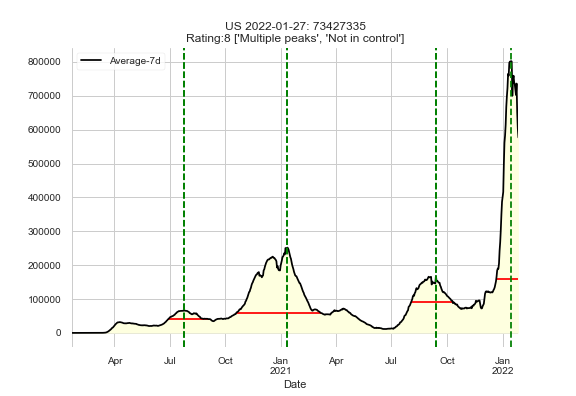 US 2022-01-27: 73427335
Rating:8 ['Multiple peaks', 'Not in control']
Average-7d
800000
700000
600000
500000
400000
300000
200000
100000
0
Apr Jul Oct Jan Apr Jul Oct Jan
2021 2022
Date